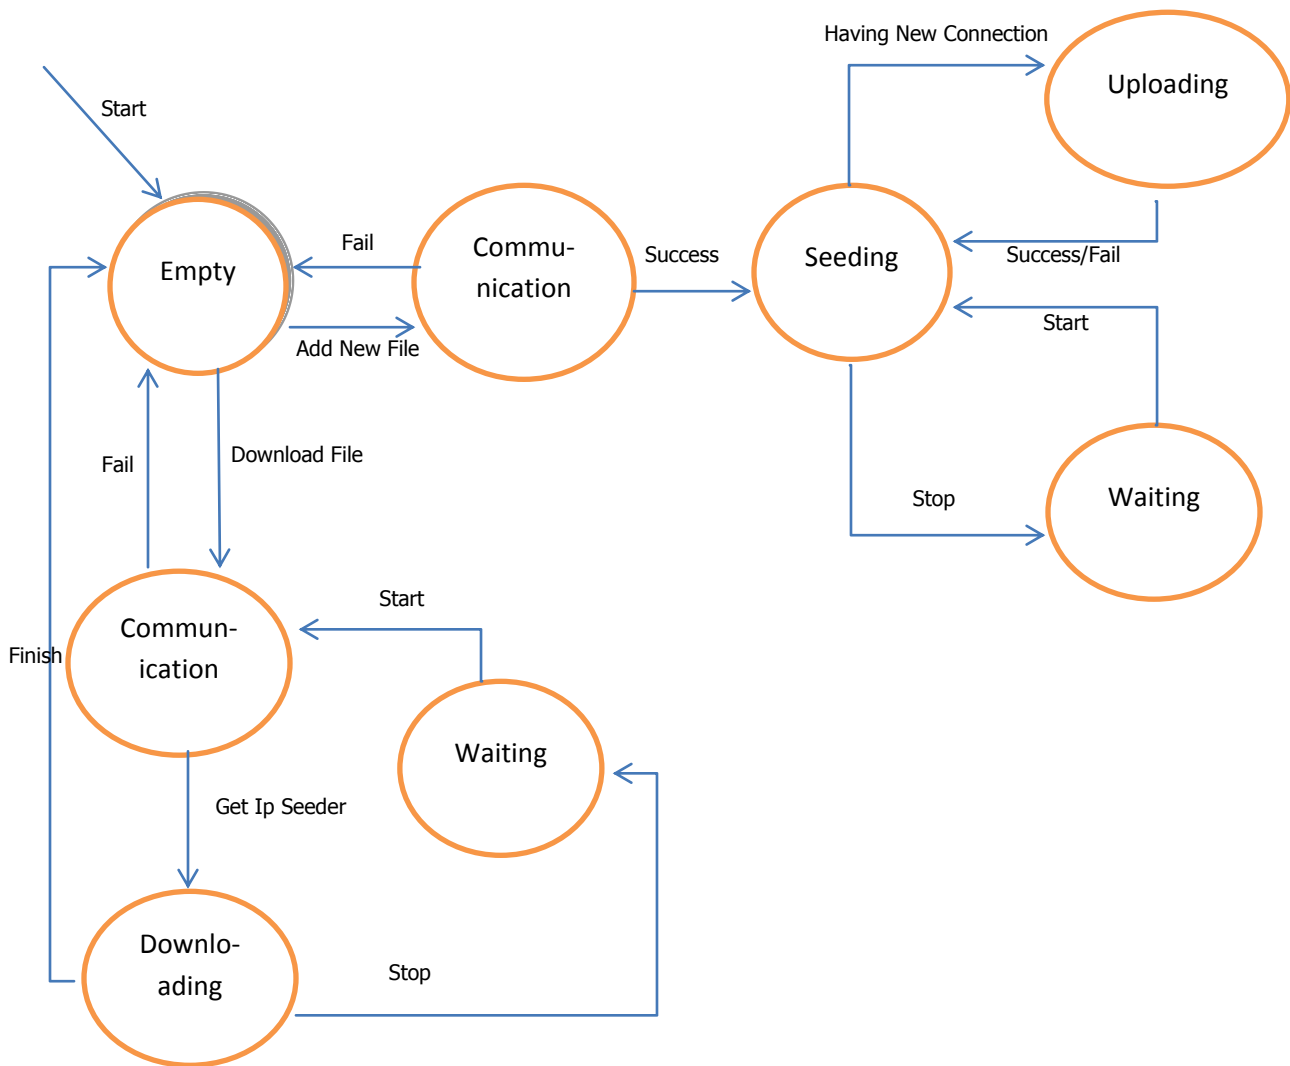 Having New Connection
Uploading
Start
Fail
Commu-
nication
Success
Seeding
Success/Fail
Empty
Start
Add New File
Fail
Download File
Stop
Waiting
Start
Commun-
ication
Finish
Waiting
Get Ip Seeder
Downlo-
ading
Stop